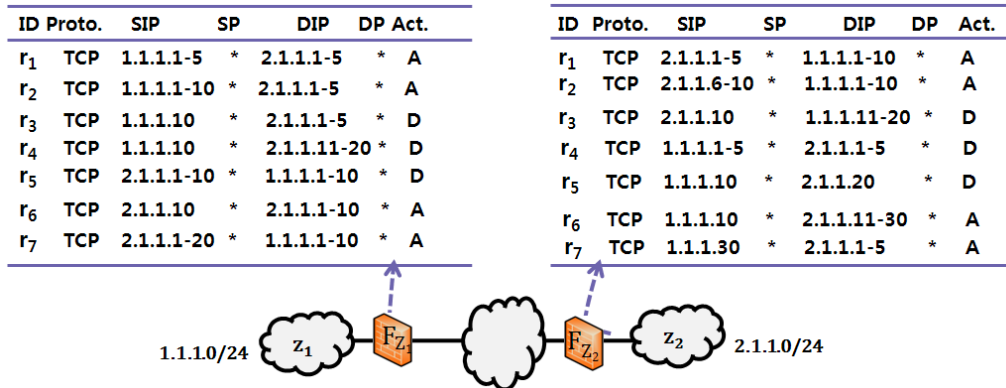 ID Proto. SIP SP DIP DP Act.
r1 TCP 1.1.1.1-5 * 2.1.1.1-5 * A
r2 TCP 1.1.1.1-10 * 2.1.1.1-5 * A
r3 TCP 1.1.1.10 * 2.1.1.1-5 * D
r4 TCP 1.1.1.10 * 2.1.1.11-20 * D
r5 TCP 2.1.1.1-10 * 1.1.1.1-10 * D
r6 TCP 2.1.1.10 * 2.1.1.1-10 * A
r7 TCP 2.1.1.1-20 * 1.1.1.1-10 * A
ID Proto. SIP SP DIP DP Act.
r1 TCP 2.1.1.1-5 * 1.1.1.1-10 * A
r2 TCP 2.1.1.6-10 * 1.1.1.1-10 * A
r3 TCP 2.1.1.10 * 1.1.1.11-20 * D
r4 TCP 1.1.1.1-5 * 2.1.1.1-5 * D
r5 TCP 1.1.1.10 * 2.1.1.20 * D
r6 TCP 1.1.1.10 * 2.1.1.11-30 * A
r7 TCP 1.1.1.30 * 2.1.1.1-5 * A
1.1.1.0/24 z1 FZ1 FZ2 z2 2.1.1.0/24